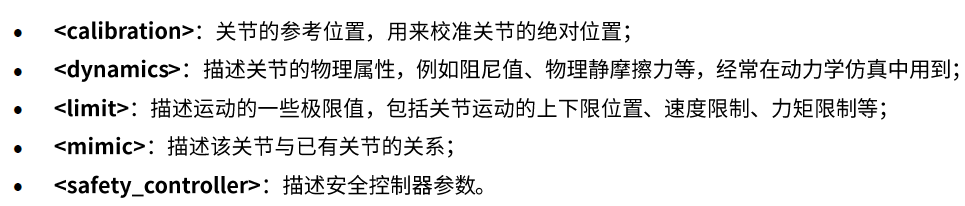 • <calibration>：关节的参考位置，用来校准关节的绝对位置；
• <dynamics>：描述关节的物理属性，例如阻尼值、物理静摩擦力等，经常在动力学仿真中用到；
• <limit>：描述运动的一些极限值，包括关节运动的上下限位置、速度限制、力矩限制等；
• <mimic>：描述该关节与已有关节的关系；
• <safety_controller>：描述安全控制器参数。